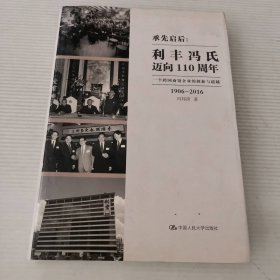 承先启后：
利丰冯氏
迈向110周年
一个跨国商贸企业的创新与超越
1906~2016
冯邦彦 著
中国人民大学出版社